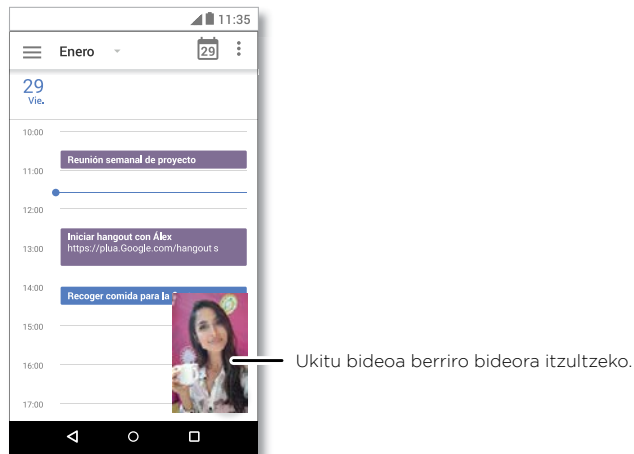 11:35
Enero
29
29
Vie.
10:00
Reunión semanal de proyecto
11:00
12:00
Iniciar hangout con Álex
https://plua.Google.com/hangouts
13:00
14:00
Recoger comida para la
15:00
Ukitu bideoa berriro bideora itzultzeko.
16:00
17:00